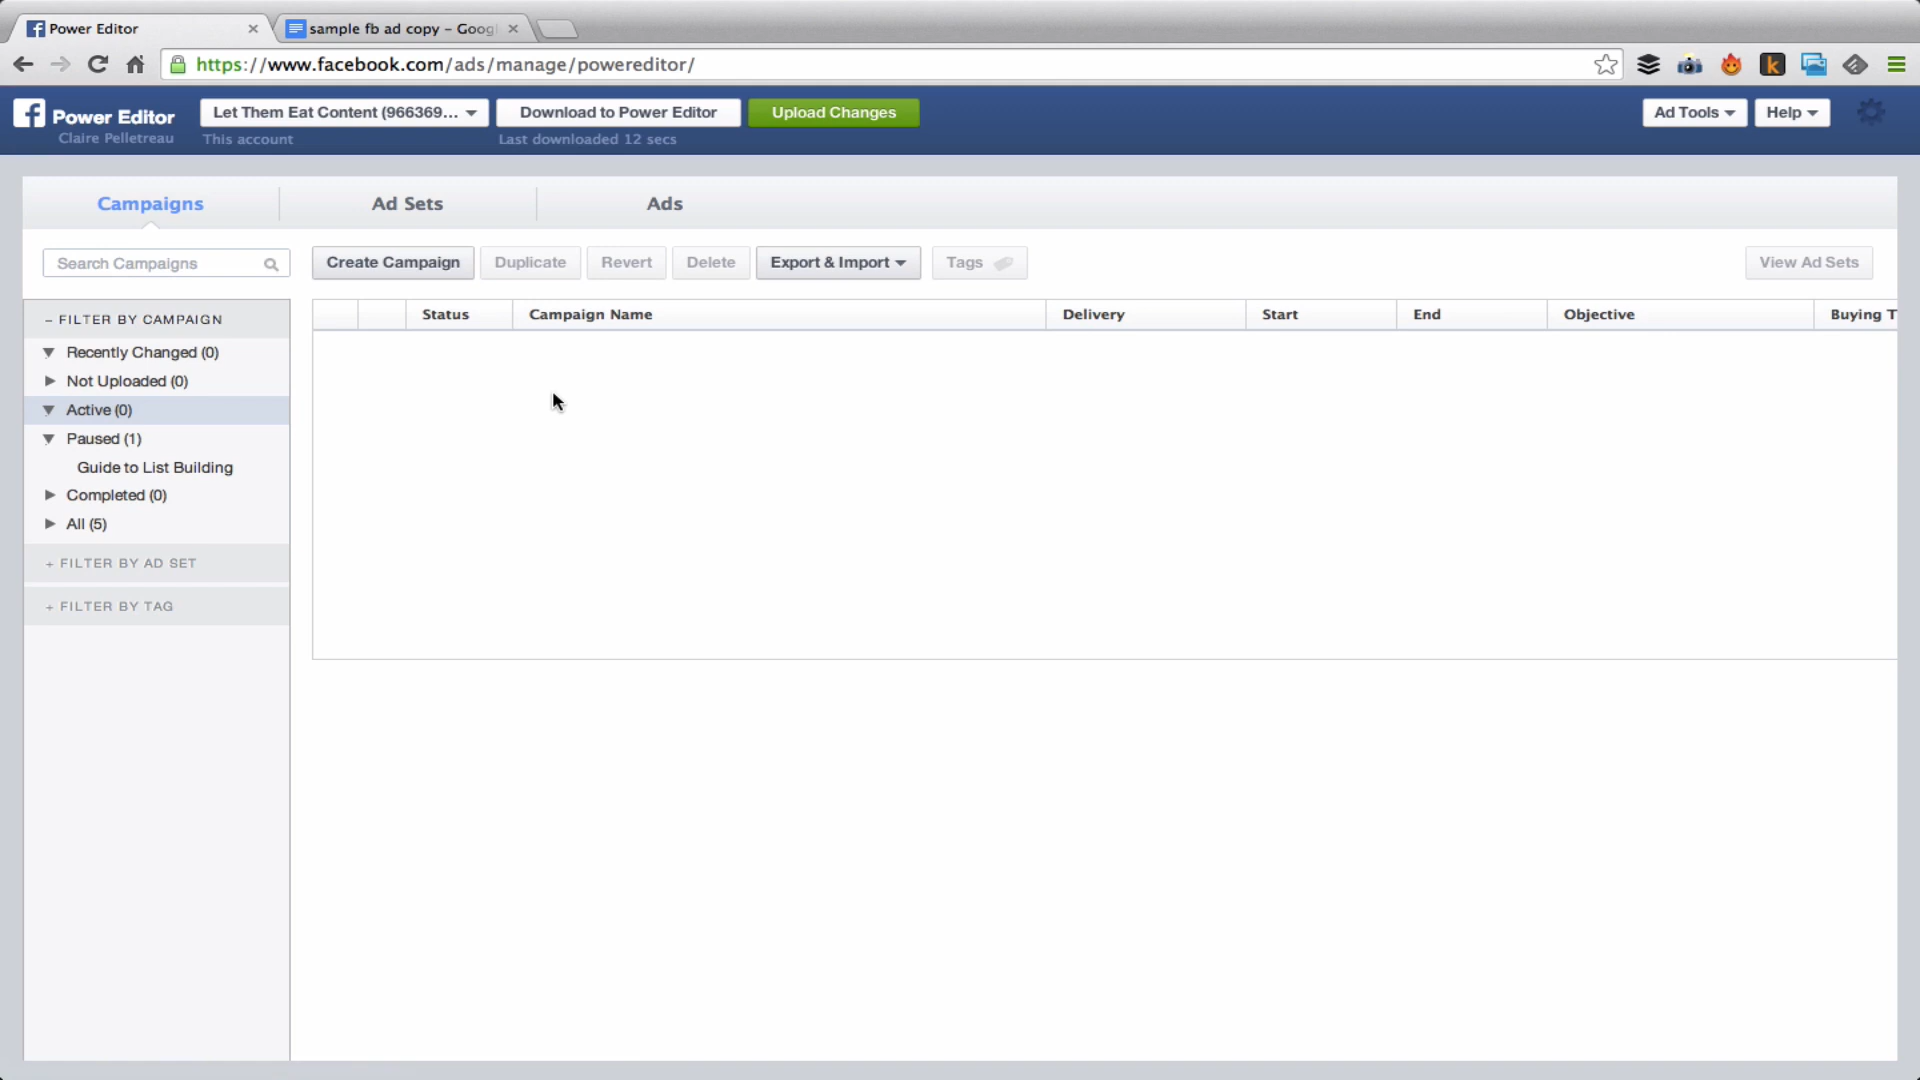 Power Editor
sample fb ad copy – Goog
https://www.facebook.com/ads/manage/powereditor/
Power Editor
Claire Pelletreau
Let Them Eat Content (966369...
This account
Download to Power Editor
Last downloaded 12 secs
Upload Changes
Ad Tools
Help
Campaigns
Ad Sets
Ads
Search Campaigns
Create Campaign
Duplicate
Revert
Delete
Export & Import
Tags
View Ad Sets
– FILTER BY CAMPAIGN
Recently Changed (0)
Not Uploaded (0)
Active (0)
Paused (1)
Guide to List Building
Completed (0)
All (5)
+ FILTER BY AD SET
+ FILTER BY TAG
Status
Campaign Name
Delivery
Start
End
Objective
Buying T